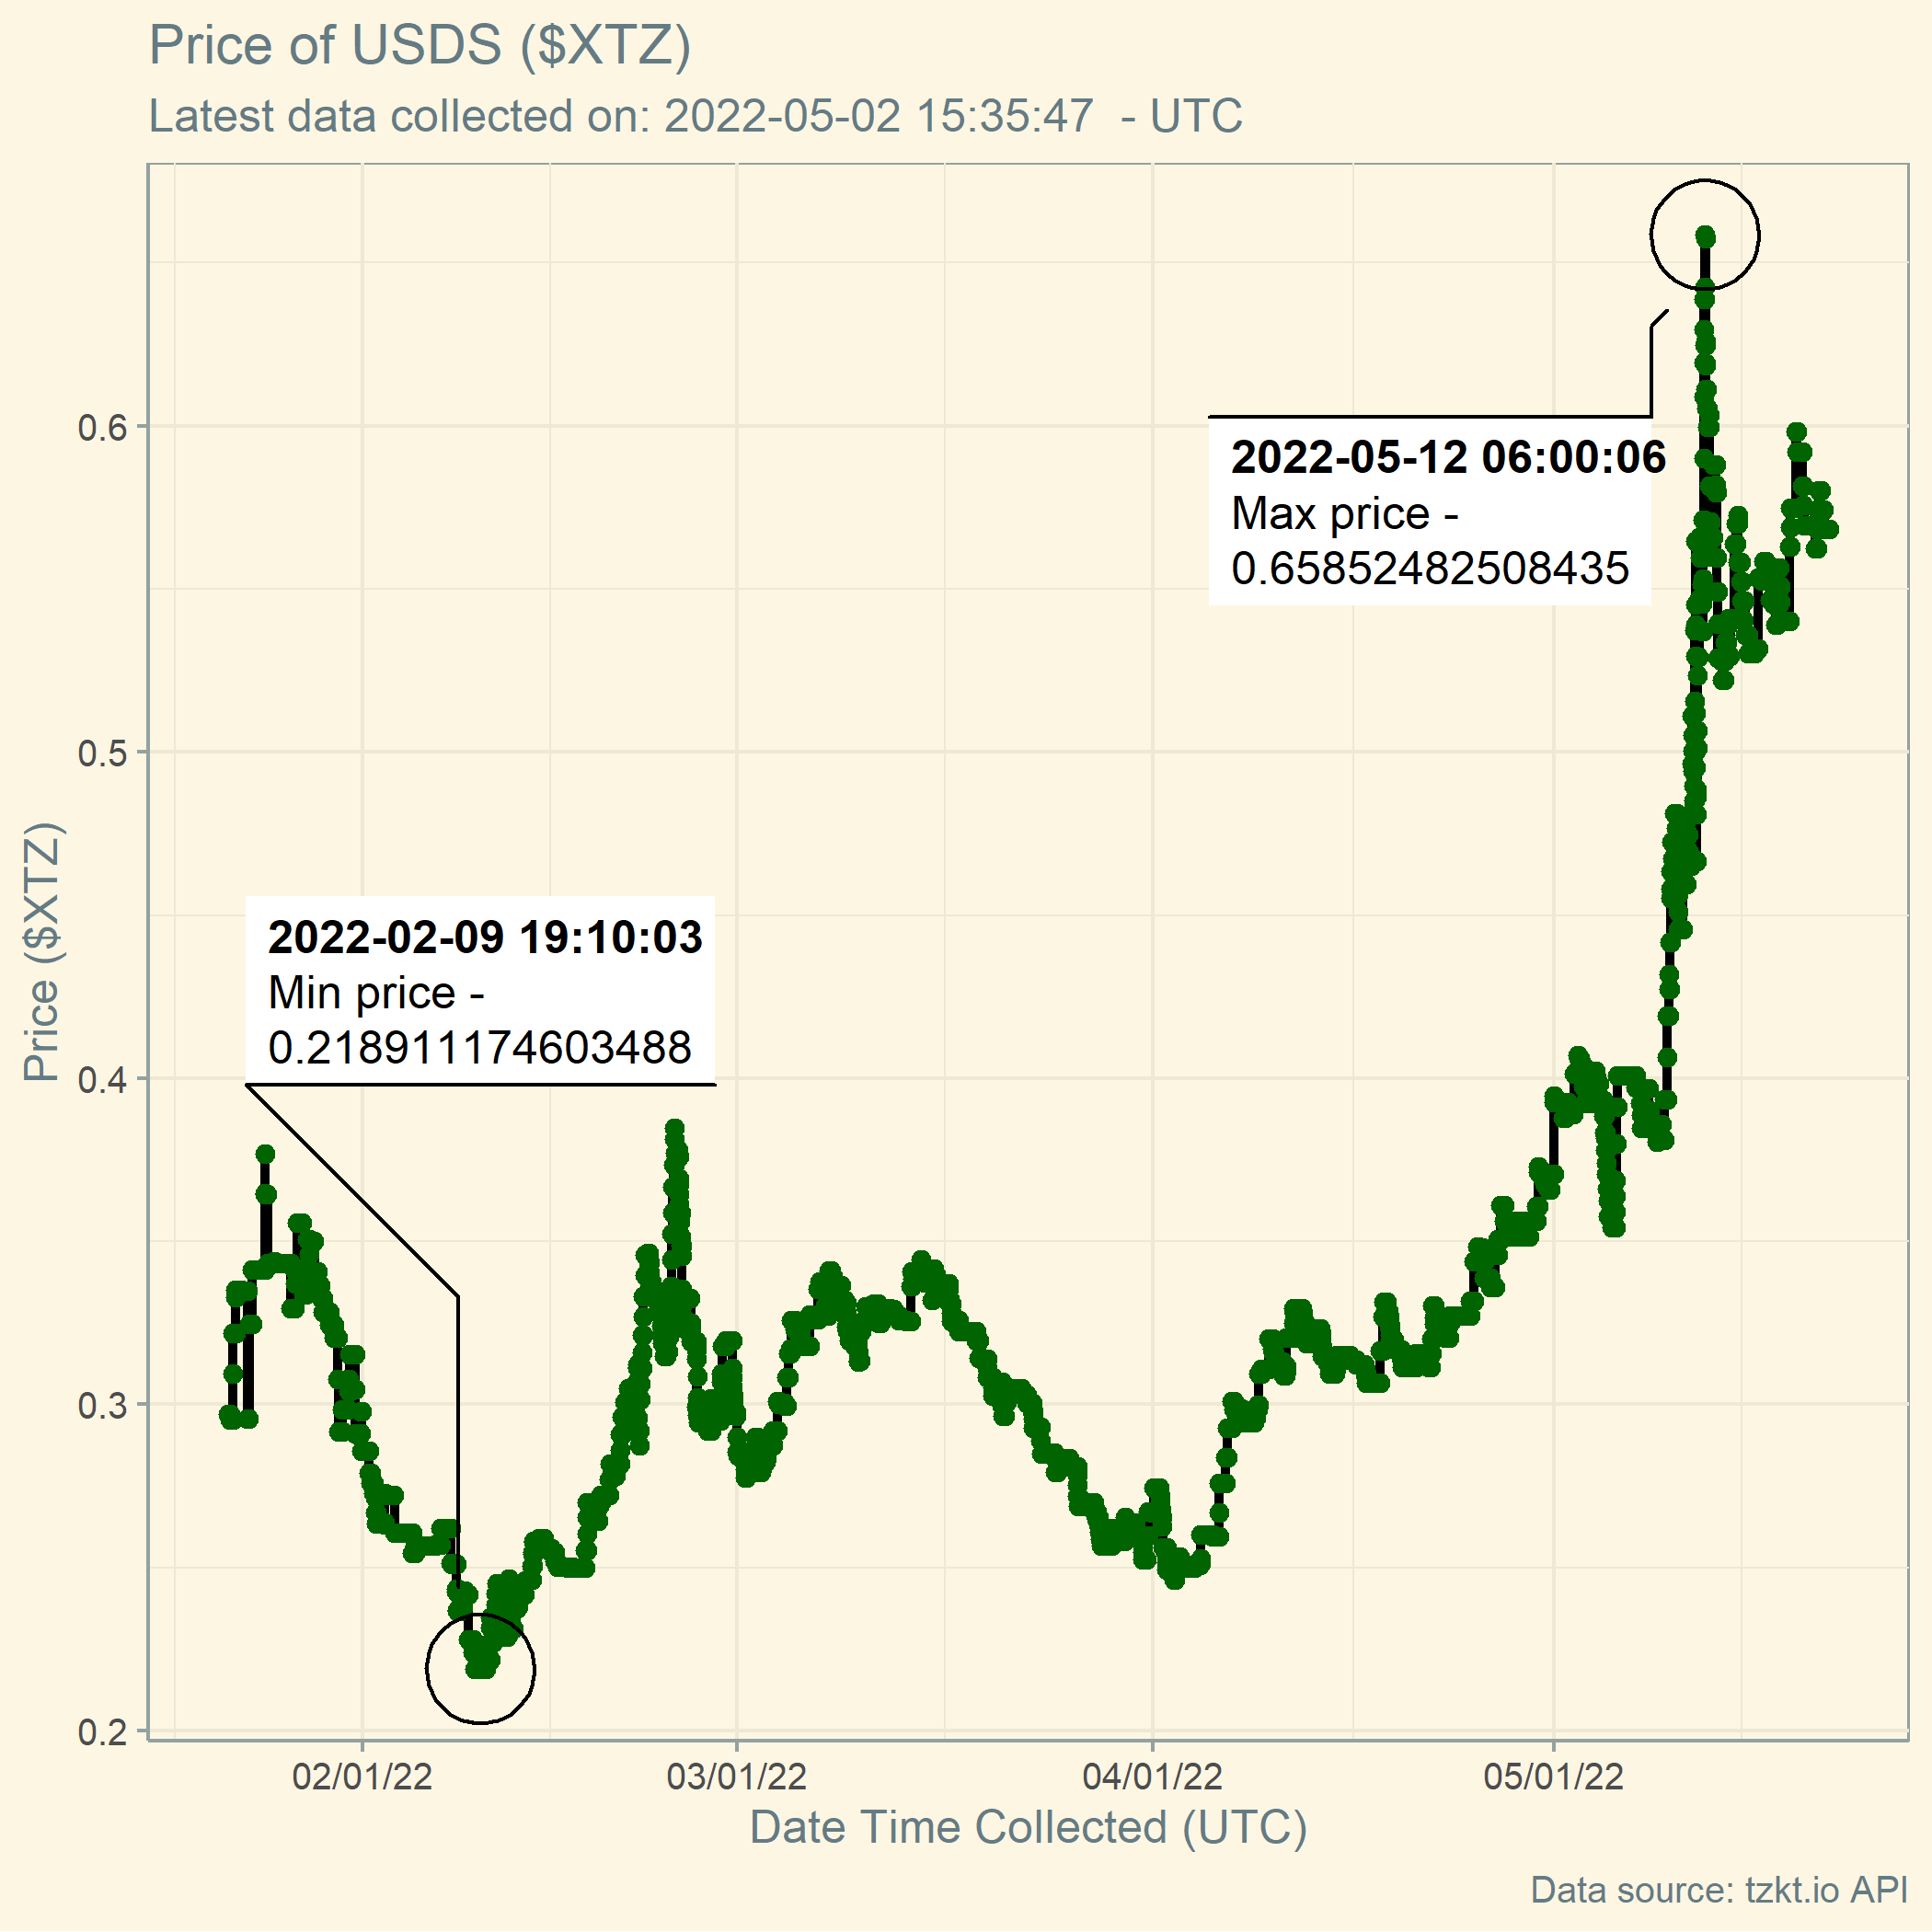 Price of USDS ($XTZ)
Latest data collected on: 2022-05-02 15:35:47  - UTC
2022-05-12 06:00:06
Max price -
0.65852482508435
2022-02-09 19:10:03
Min price -
0.218911174603488
Price ($XTZ)
0.6
0.5
0.4
0.3
0.2
02/01/22
03/01/22
04/01/22
05/01/22
Date Time Collected (UTC)
Data source: tzkt.io API